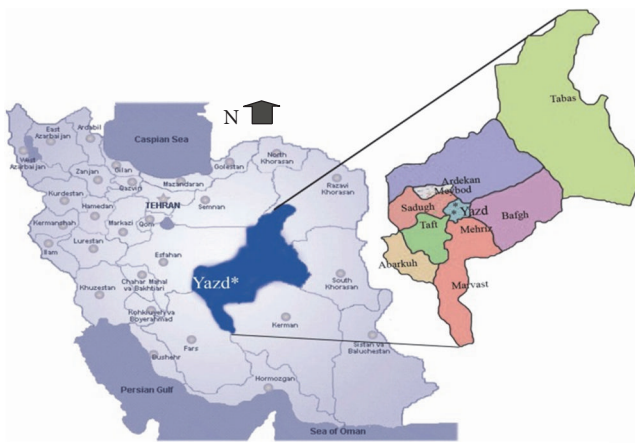 Tabas
N
Caspian Sea
East
Azarbaijan
Ardabil
West
Azarbaijan
Gilan
Zanjan
Qazvin
Mazandaran
Golestan
North
Khorasan
Razavi
Khorasan
Kurdestan
Hamedan
TEHRAN
Semnan
Kermanshah
Markazi
Qom
Ilam
Lurestan
Esfahan
Khuzestan
Chahar Mahal
va Bakhtiari
Yazd*
South
Khorasan
Kohkiluyeh va
Boyerahmad
Fars
Kerman
Bushehr
Sistan va
Balushestan
Hormozgan
Persian Gulf
Sea of Oman
Ardekan
Meybod
Sadugh
Yazd
Bafgh
Taft
Mehriz
Abarkuh
Marvast